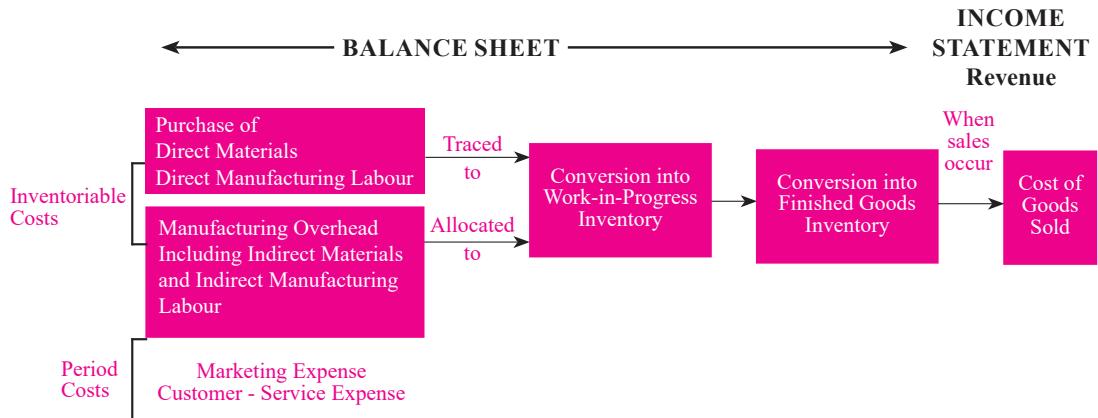 BALANCE SHEET
INCOME
STATEMENT
Revenue
Inventoriable
Costs
Purchase of
Direct Materials
Direct Manufacturing Labour
Traced
to
Manufacturing Overhead
Including Indirect Materials
and Indirect Manufacturing
Labour
Allocated
to
Conversion into
Work-in-Progress
Inventory
Conversion into
Finished Goods
Inventory
When
sales
occur
Cost of
Goods
Sold
Period
Costs
Marketing Expense
Customer - Service Expense